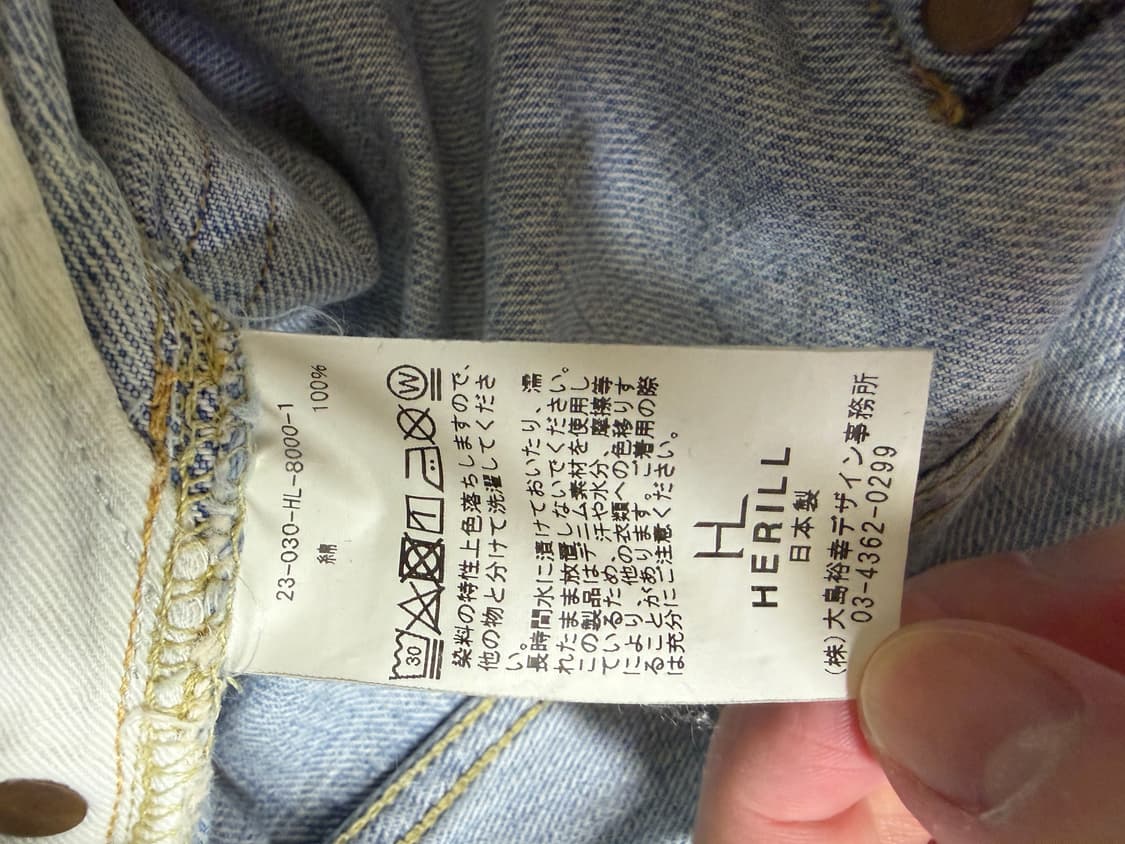 23-030-HL-8000-1
綿 100%
30
W
染料の特性上色落ちしますので、
他の物と分けて洗濯してくださ
い。
長時間水に漬けておいたり、濡
れたまま放置しないでください。
この製品はデニム素材を使用し
ているため、汗や水分、摩擦等
により、他の衣類への色移りす
ることがあります。ご着用の際
は充分にご注意ください。
HL
HERILL
日本製
(株)大島裕幸デザイン事務所
03-4362-0299